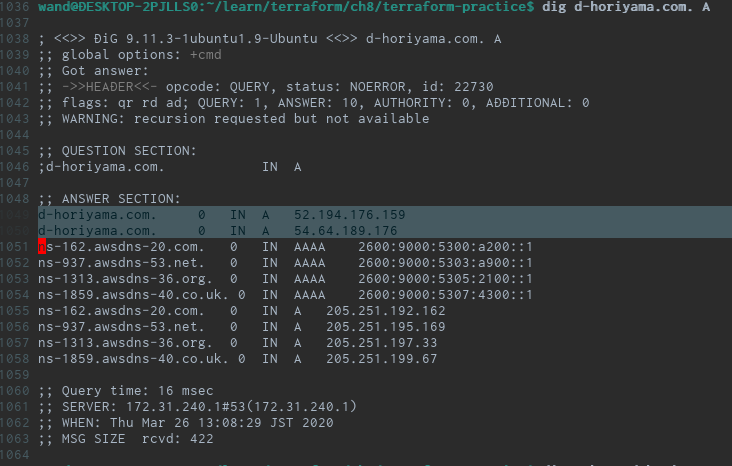 1036 wand@DESKTOP-2PJLLS0:~/learn/terraform/ch8/terraform-practice$ dig d-horiyama.com. A
1037
1038 ; <<>> ĐiG 9.11.3-1ubuntu1.9-Ubuntu <<>> d-horiyama.com. A
1039 ;; global options: +cmd
1040 ;; Got answer:
1041 ;; ->>HEAĐER<<- opcode: QUERY, status: NOERROR, id: 22730
1042 ;; flags: qr rd ad; QUERY: 1, ANSWER: 10, AUTHORITY: 0, AĐĐITIONAL: 0
1043 ;; WARNING: recursion requested but not available
1044
1045 ;; QUESTION SECTION:
1046 ;d-horiyama.com. IN A
1047
1048 ;; ANSWER SECTION:
1049 d-horiyama.com. 0 IN A 52.194.176.159
1050 d-horiyama.com. 0 IN A 54.64.189.176
1051 ns-162.awsdns-20.com. 0 IN AAAA 2600:9000:5300:a200::1
1052 ns-937.awsdns-53.net. 0 IN AAAA 2600:9000:5303:a900::1
1053 ns-1313.awsdns-36.org. 0 IN AAAA 2600:9000:5305:2100::1
1054 ns-1859.awsdns-40.co.uk. 0 IN AAAA 2600:9000:5307:4300::1
1055 ns-162.awsdns-20.com. 0 IN A 205.251.192.162
1056 ns-937.awsdns-53.net. 0 IN A 205.251.195.169
1057 ns-1313.awsdns-36.org. 0 IN A 205.251.197.33
1058 ns-1859.awsdns-40.co.uk. 0 IN A 205.251.199.67
1059
1060 ;; Query time: 16 msec
1061 ;; SERVER: 172.31.240.1#53(172.31.240.1)
1062 ;; WHEN: Thu Mar 26 13:08:29 JST 2020
1063 ;; MSG SIZE rcvd: 422
1064